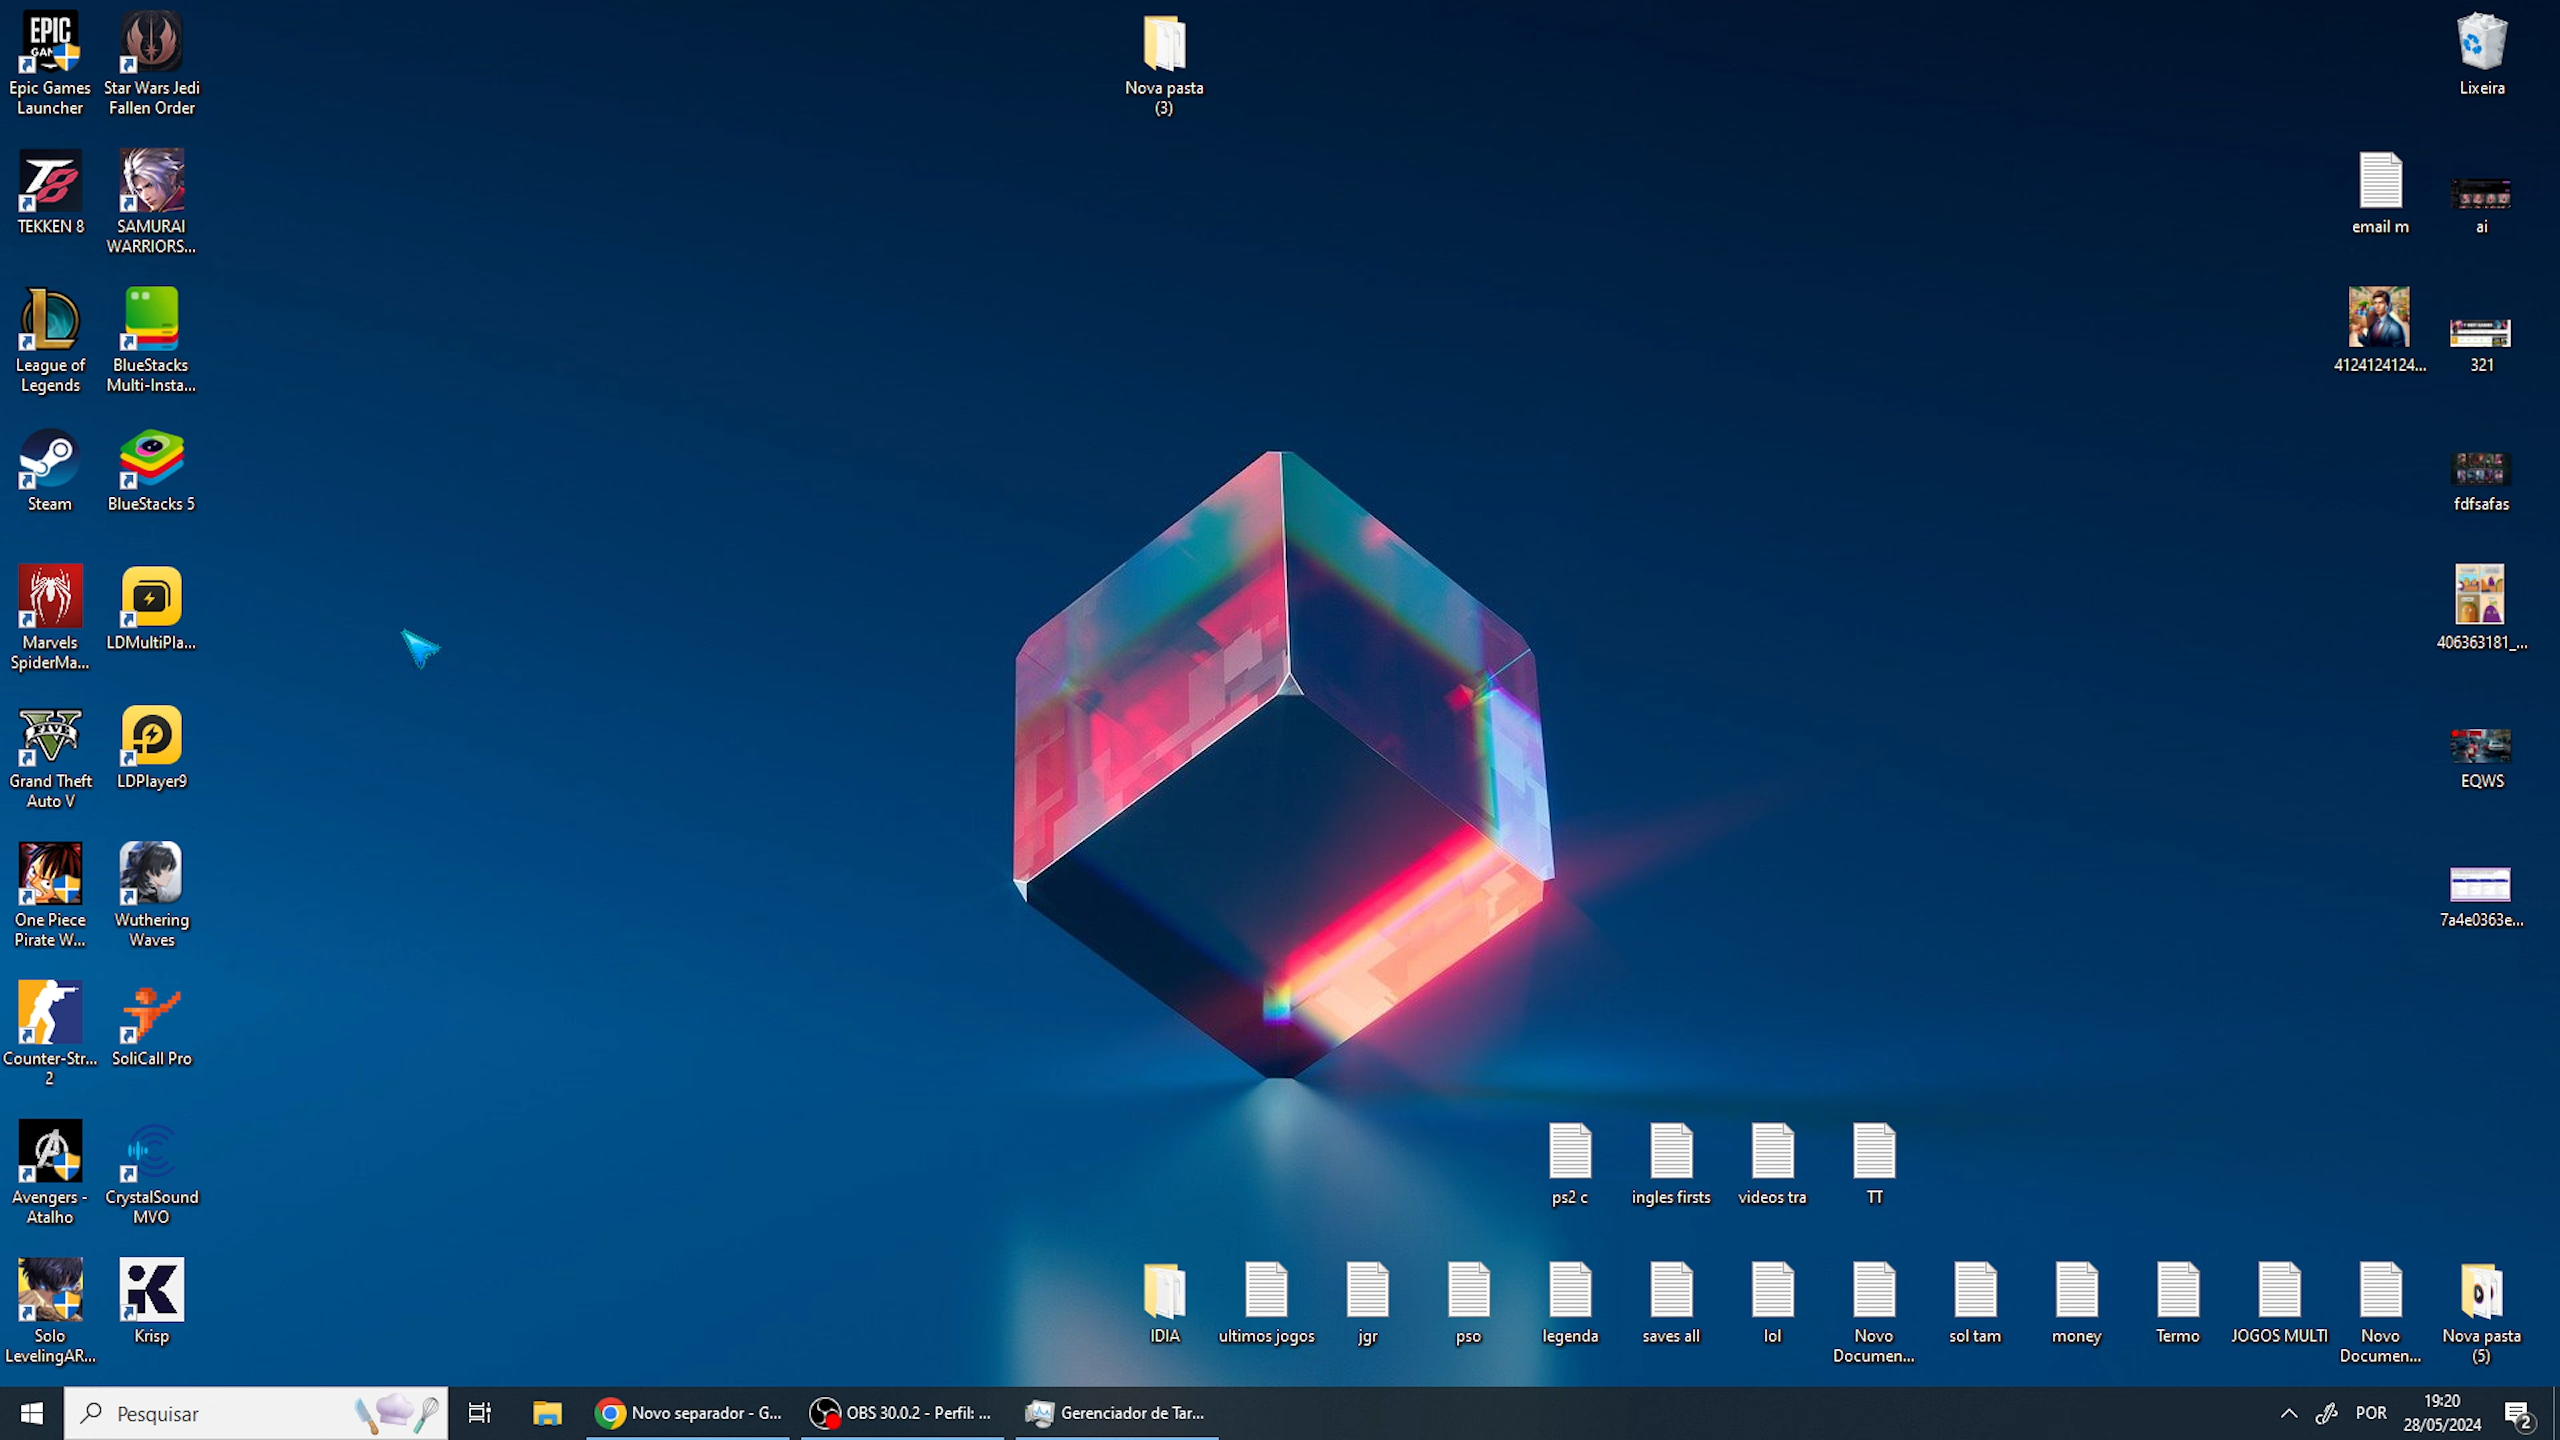 Epic Games
Launcher
Star Wars Jedi
Fallen Order
Nova pasta
(3)
Lixeira
TEKKEN 8
SAMURAI
WARRIORS...
email m
ai
League of
Legends
BlueStacks
Multi-Insta...
4124124124...
321
Steam
BlueStacks 5
fdfsafas
Marvels
SpiderMa...
LDMultiPla...
406363181_...
Grand Theft
Auto V
LDPlayer9
EQWS
One Piece
Pirate W...
Wuthering
Waves
7a4e0363e...
Counter-Str...
2
SoliCall Pro
Avengers -
Atalho
CrystalSound
MVO
ps2 c
ingles firsts
videos tra
TT
Solo
LevelingAR...
Krisp
IDIA
ultimos jogos
jgr
pso
legenda
saves all
lol
Novo
Documen...
sol tam
money
Termo
JOGOS MULTI
Novo
Documen...
Nova pasta
(5)
Pesquisar
Novo separador - G...
OBS 30.0.2 - Perfil: ...
Gerenciador de Tar...
POR
19:20
28/05/2024
2